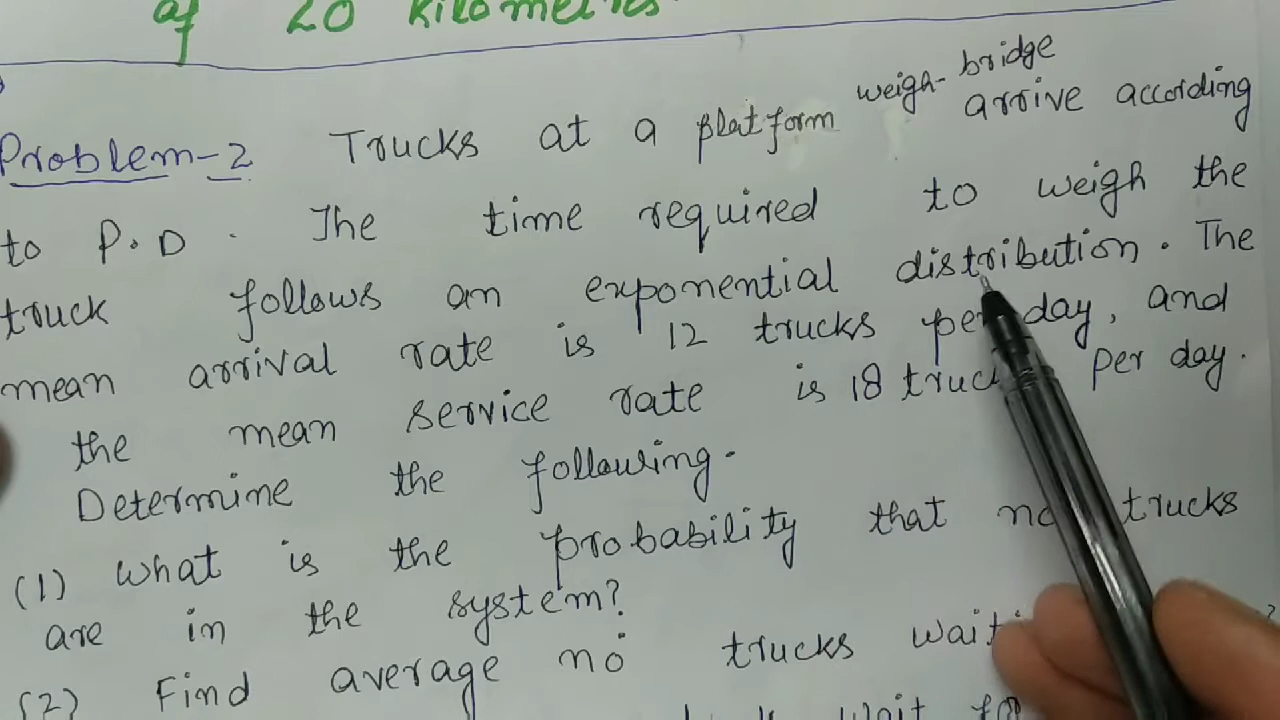 of 20 kilometres
weigh-bridge
Problem-2 Trucks at a platform arrive according
to P.D. The time required to weigh the
truck follows an exponential distribution. The
mean arrival rate is 12 trucks per day, and
the mean service rate is 18 truc per day.
Determine the following.
(1) What is the probability that no trucks
are in the system?
(2) Find average no trucks
wait for